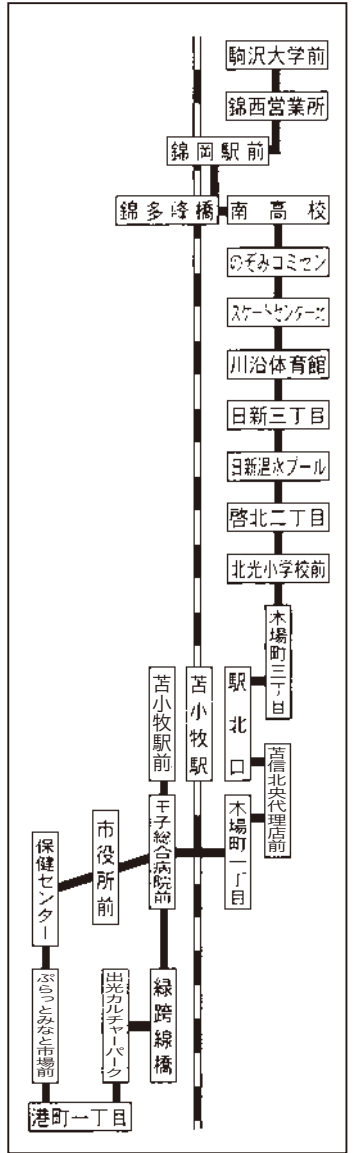 駒沢大学前
錦西営業所
錦岡駅前
錦多峰橋
南高校
のぞみコミセン
スケートセンター北
川沿体育館
日新三丁目
日新温水プール
啓北二丁目
北光小学校前
木場町三丁目
駅北口
苫小牧駅
苫小牧駅前
苫信北央代理店前
木場町一丁目
王子総合病院前
市役所前
保健センター
緑跨線橋
出光カルチャーパーク
ぷらっとみなと市場前
港町一丁目